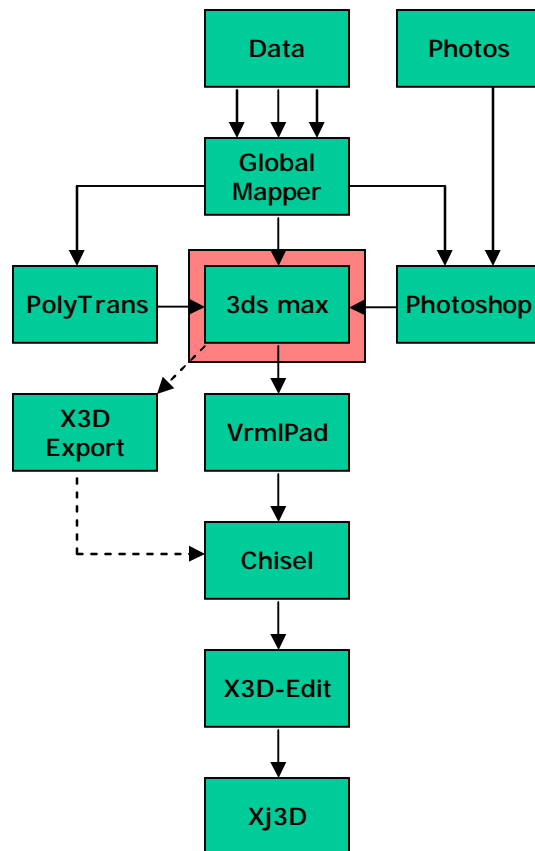 Data
Photos
Global
Mapper
PolyTrans
3ds max
Photoshop
X3D
Export
VrmlPad
Chisel
X3D-Edit
Xj3D